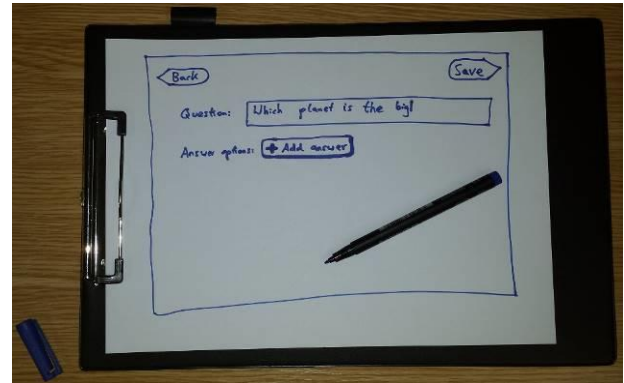 Back
Save
Question: Which planet is the big|
Answer options: + Add answer